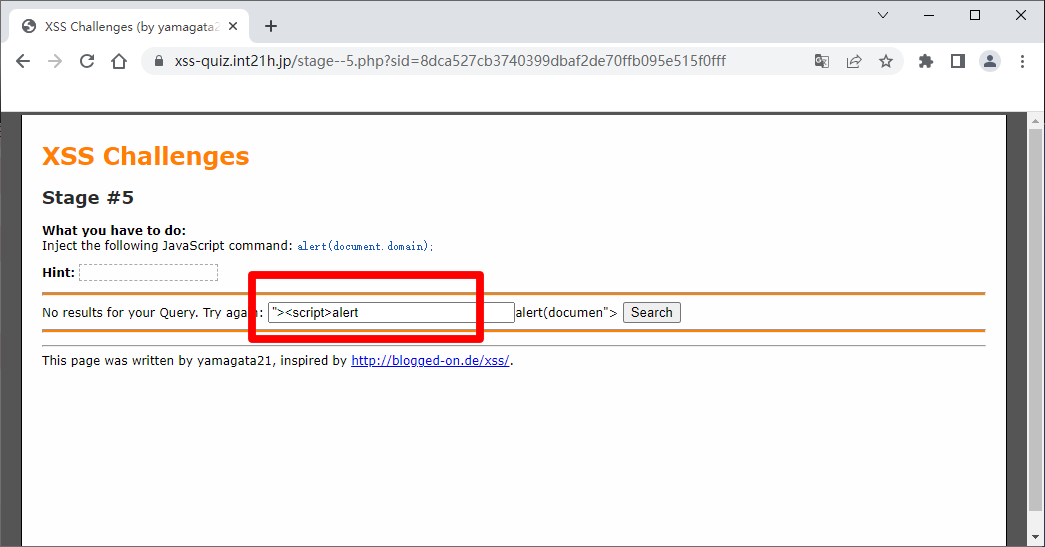 XSS Challenges (by yamagata2
xss-quiz.int21h.jp/stage--5.php?sid=8dca527cb3740399dbaf2de70ffb095e515f0fff
XSS Challenges
Stage #5
What you have to do:
Inject the following JavaScript command: alert(document.domain);
Hint:
No results for your Query. Try again: "><script>alert alert(documen"> Search
This page was written by yamagata21, inspired by http://blogged-on.de/xss/.